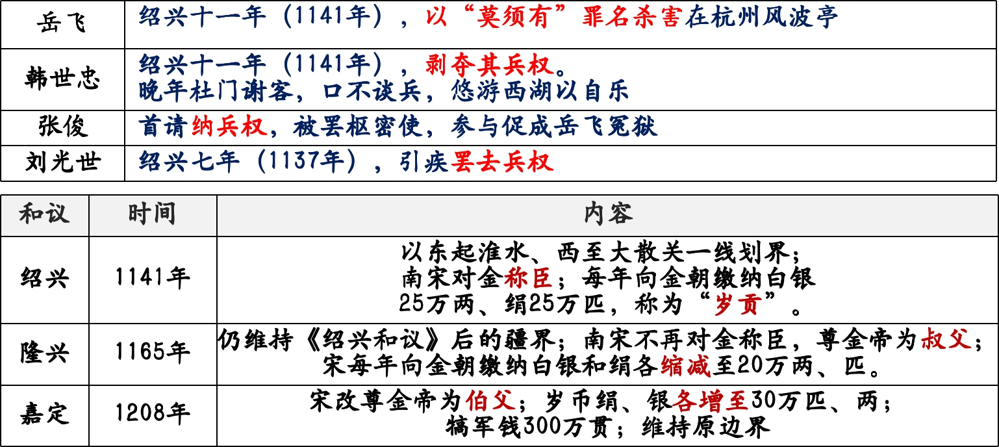 岳飞
绍兴十一年（1141年），以“莫须有”罪名杀害在杭州风波亭
韩世忠
绍兴十一年（1141年），剥夺其兵权。
晚年杜门谢客，口不谈兵，悠游西湖以自乐
张俊
首请纳兵权，被罢枢密使，参与促成岳飞冤狱
刘光世
绍兴七年（1137年），引疾罢去兵权
和议
时间
内容
绍兴
1141年
以东起淮水、西至大散关一线划界；
南宋对金称臣；每年向金朝缴纳白银
25万两、绢25万匹，称为“岁贡”。
隆兴
1165年
仍维持《绍兴和议》后的疆界；南宋不再对金称臣，尊金帝为叔父；
宋每年向金朝缴纳白银和绢各缩减至20万两、匹。
嘉定
1208年
宋改尊金帝为伯父；岁币绢、银各增至30万匹、两；
犒军钱300万贯；维持原边界